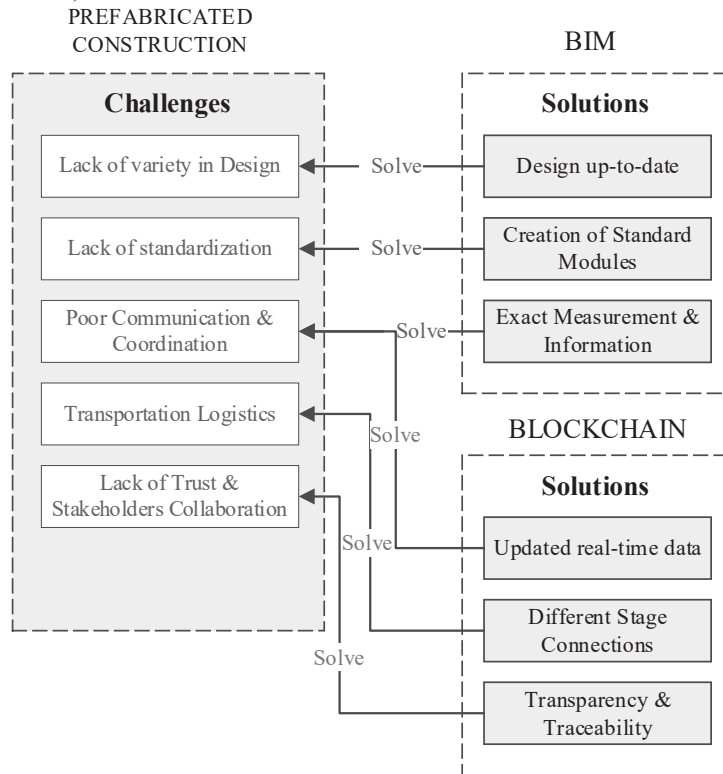 PREFABRICATED
CONSTRUCTION
Challenges
Lack of variety in Design
Lack of standardization
Poor Communication &
Coordination
Transportation Logistics
Lack of Trust &
Stakeholders Collaboration
Solve
Solve
Solve
Solve
Solve
Solve
BIM
Solutions
Design up-to-date
Creation of Standard
Modules
Exact Measurement &
Information
BLOCKCHAIN
Solutions
Updated real-time data
Different Stage
Connections
Transparency &
Traceability